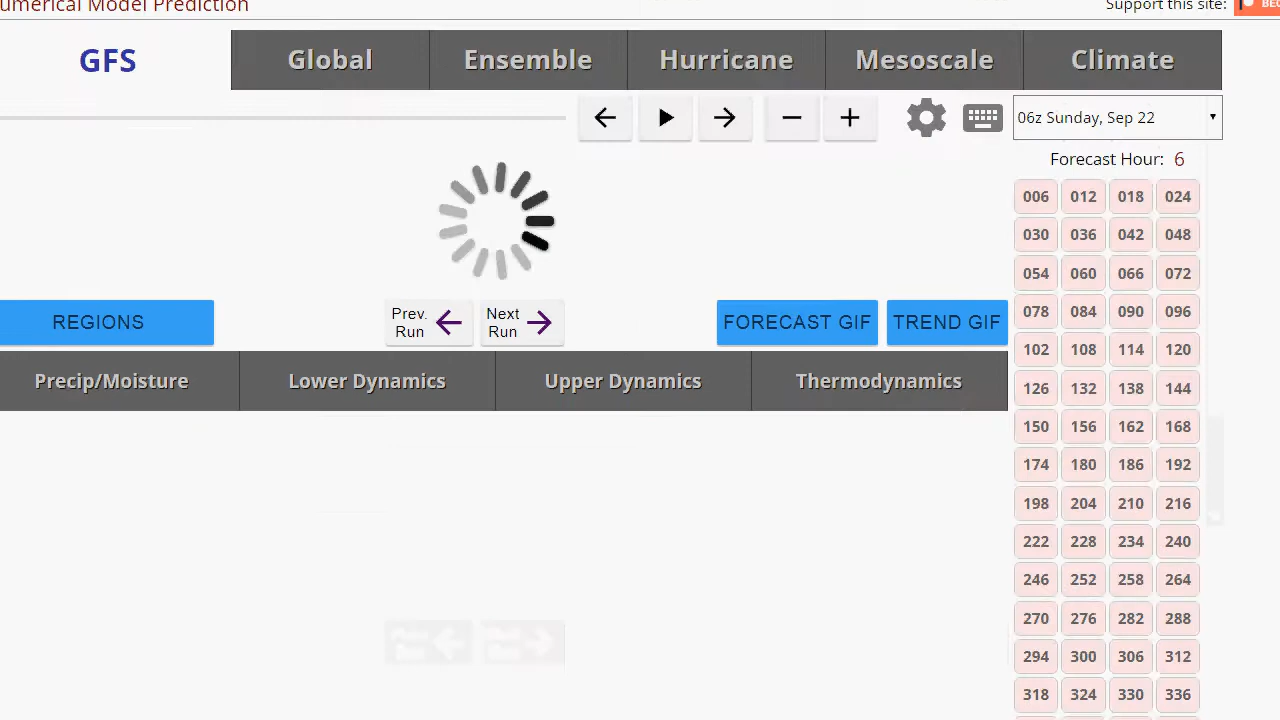 umerical Model Prediction
Support this site:
GFS Global Ensemble Hurricane Mesoscale Climate
06z Sunday, Sep 22
Forecast Hour: 6
006 012 018 024
030 036 042 048
054 060 066 072
078 084 090 096
102 108 114 120
126 132 138 144
150 156 162 168
174 180 186 192
198 204 210 216
222 228 234 240
246 252 258 264
270 276 282 288
294 300 306 312
318 324 330 336
REGIONS
Prev.
Run
Next
Run
FORECAST GIF
TREND GIF
Precip/Moisture Lower Dynamics Upper Dynamics Thermodynamics